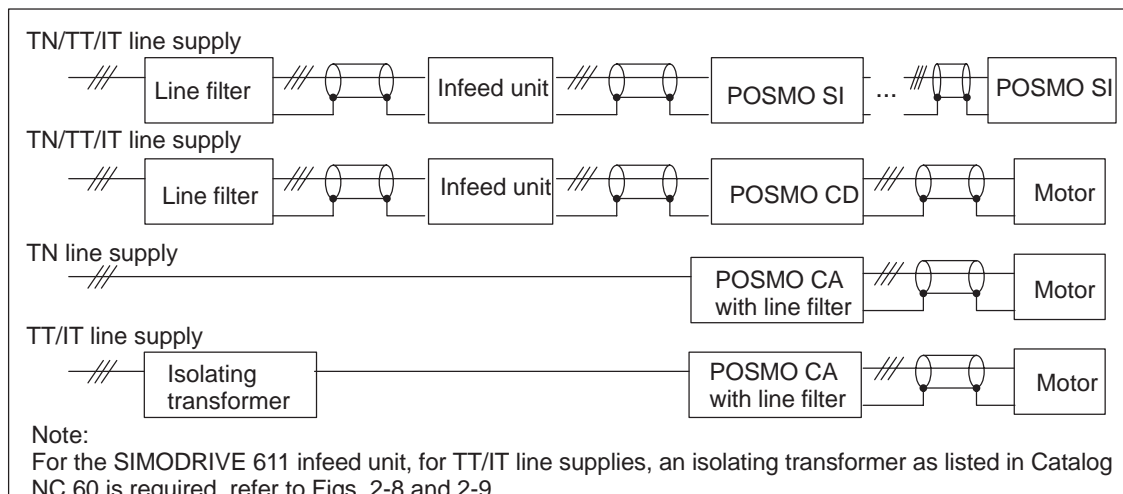 TN/TT/IT line supply
Line filter
Infeed unit
POSMO SI
...
POSMO SI
TN/TT/IT line supply
Line filter
Infeed unit
POSMO CD
Motor
TN line supply
POSMO CA
with line filter
Motor
TT/IT line supply
Isolating
transformer
POSMO CA
with line filter
Motor
Note:
For the SIMODRIVE 611 infeed unit, for TT/IT line supplies, an isolating transformer as listed in Catalog
NC 60 is required, refer to Figs. 2-8 and 2-9